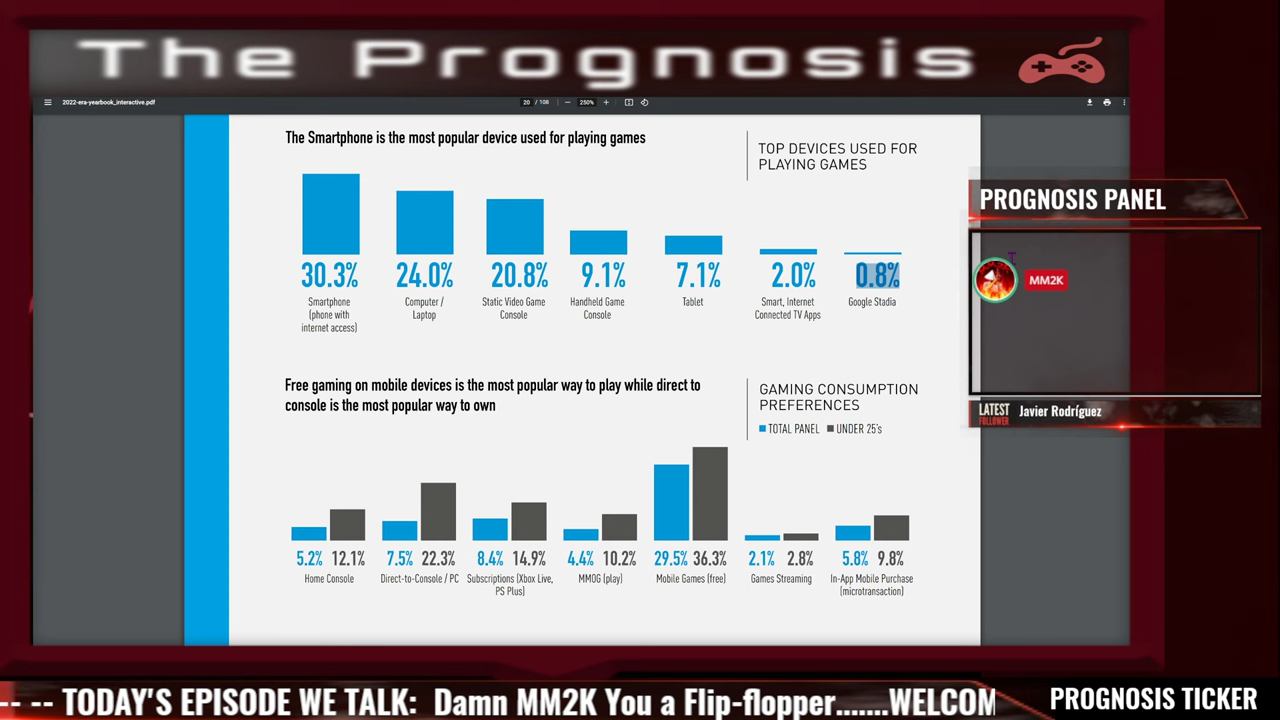 The Prognosis
2022-era-yearbook_interactive.pdf
20 / 108
250%
The Smartphone is the most popular device used for playing games
TOP DEVICES USED FOR
PLAYING GAMES
30.3%
24.0%
20.8%
9.1%
7.1%
2.0%
0.8%
Smartphone
(phone with
internet access)
Computer /
Laptop
Static Video Game
Console
Handheld Game
Console
Tablet
Smart, Internet
Connected TV Apps
Google Stadia
Free gaming on mobile devices is the most popular way to play while direct to
console is the most popular way to own
GAMING CONSUMPTION
PREFERENCES
TOTAL PANEL UNDER 25's
5.2% 12.1%
7.5% 22.3%
8.4% 14.9%
4.4% 10.2%
29.5% 36.3%
2.1% 2.8%
5.8% 9.8%
Home Console
Direct-to-Console / PC
Subscriptions (Xbox Live,
PS Plus)
MMOG (play)
Mobile Games (free)
Games Streaming
In-App Mobile Purchase
(microtransaction)
PROGNOSIS PANEL
MM2K
LATEST
FOLLOWER
Javier Rodríguez
-- -- TODAY'S EPISODE WE TALK: Damn MM2K You a Flip-flopper.......WELCOM
PROGNOSIS TICKER